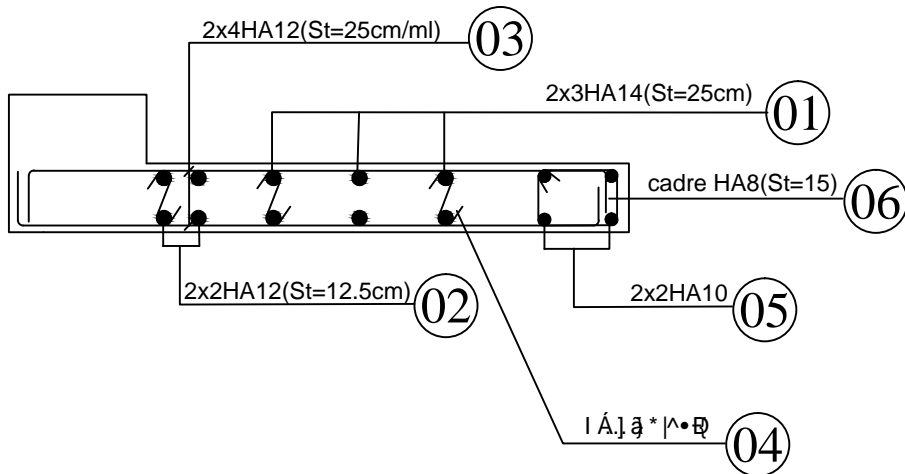 2x4HA12(St=25cm/ml)
03
2x3HA14(St=25cm)
01
cadre HA8(St=15)
06
2x2HA12(St=12.5cm)
02
2x2HA10
05
04